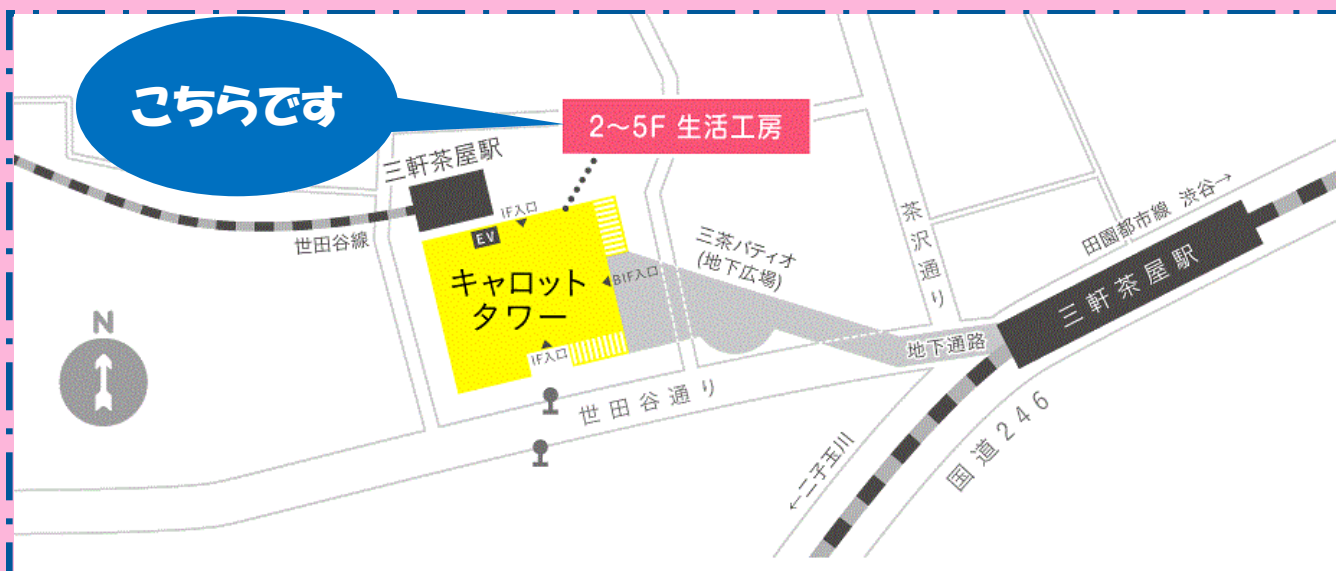 こちらです
2～5F 生活工房
三軒茶屋駅
世田谷線
1F入口
EV
キャロット
タワー
B1F入口
1F入口
三茶パティオ
(地下広場)
茶沢通り
田園都市線 渋谷→
三軒茶屋駅
地下通路
世田谷通り
国道246
←二子玉川
N